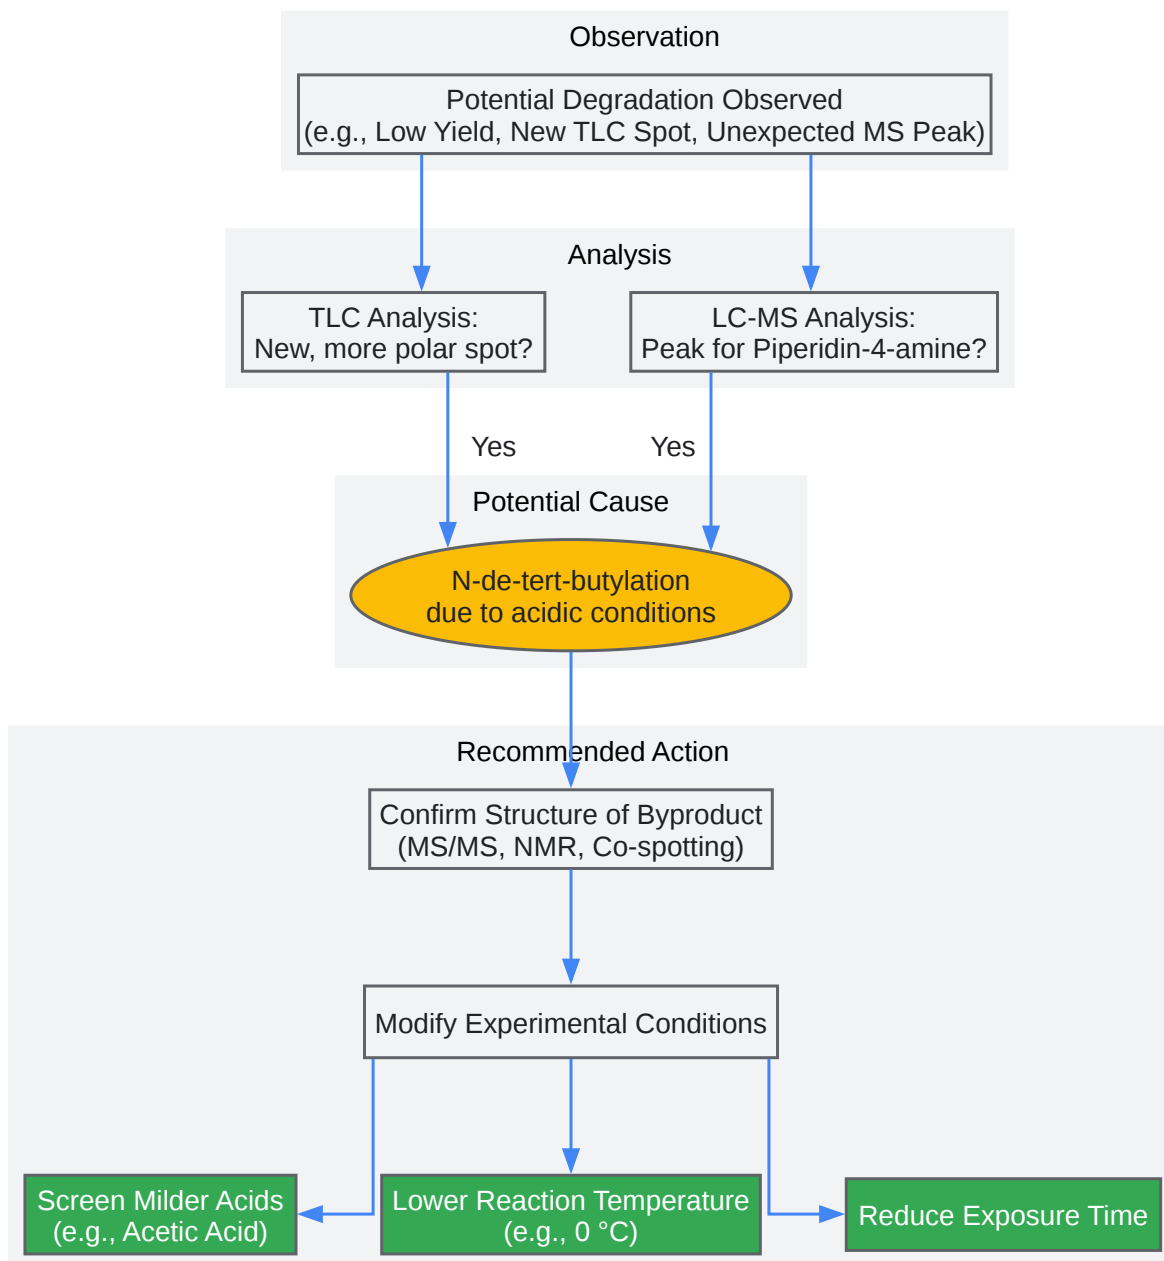 Observation
Potential Degradation Observed
(e.g., Low Yield, New TLC Spot, Unexpected MS Peak)
Analysis
TLC Analysis:
New, more polar spot?
LC-MS Analysis:
Peak for Piperidin-4-amine?
Yes
Yes
Potential Cause
N-de-tert-butylation
due to acidic conditions
Recommended Action
Confirm Structure of Byproduct
(MS/MS, NMR, Co-spotting)
Modify Experimental Conditions
Screen Milder Acids
(e.g., Acetic Acid)
Lower Reaction Temperature
(e.g., 0 °C)
Reduce Exposure Time